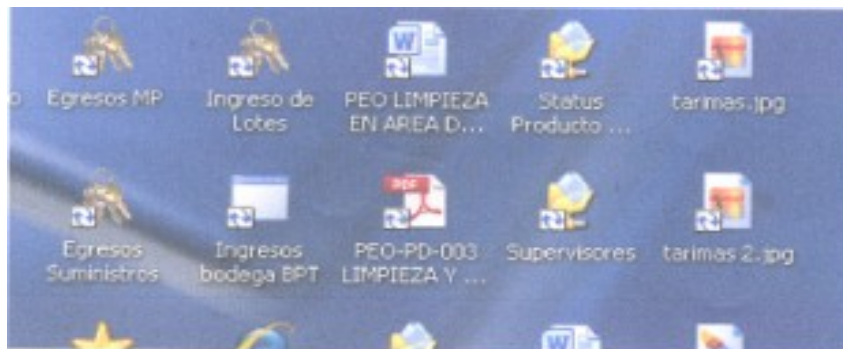 Egresos MP
Ingreso de
Lotes
PEO LIMPIEZA
EN AREA D...
Status
Producto ...
tarimas.jpg
Egresos
Suministros
Ingresos
bodega BPT
PDF
PEO-PD-003
LIMPIEZA Y ...
Supervisores
tarimas 2.jpg